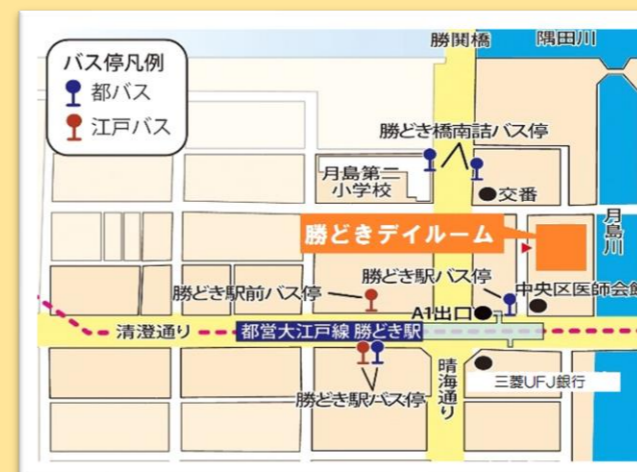 バス停凡例
都バス
江戸バス
勝鬨橋
隅田川
勝どき橋南詰バス停
月島第二
小学校
交番
勝どきデイルーム
月島川
勝どき駅バス停
勝どき駅前バス停
中央区医師会館
A1出口
清澄通り
都営大江戸線 勝どき駅
晴海通り
三菱UFJ銀行
勝どき駅バス停